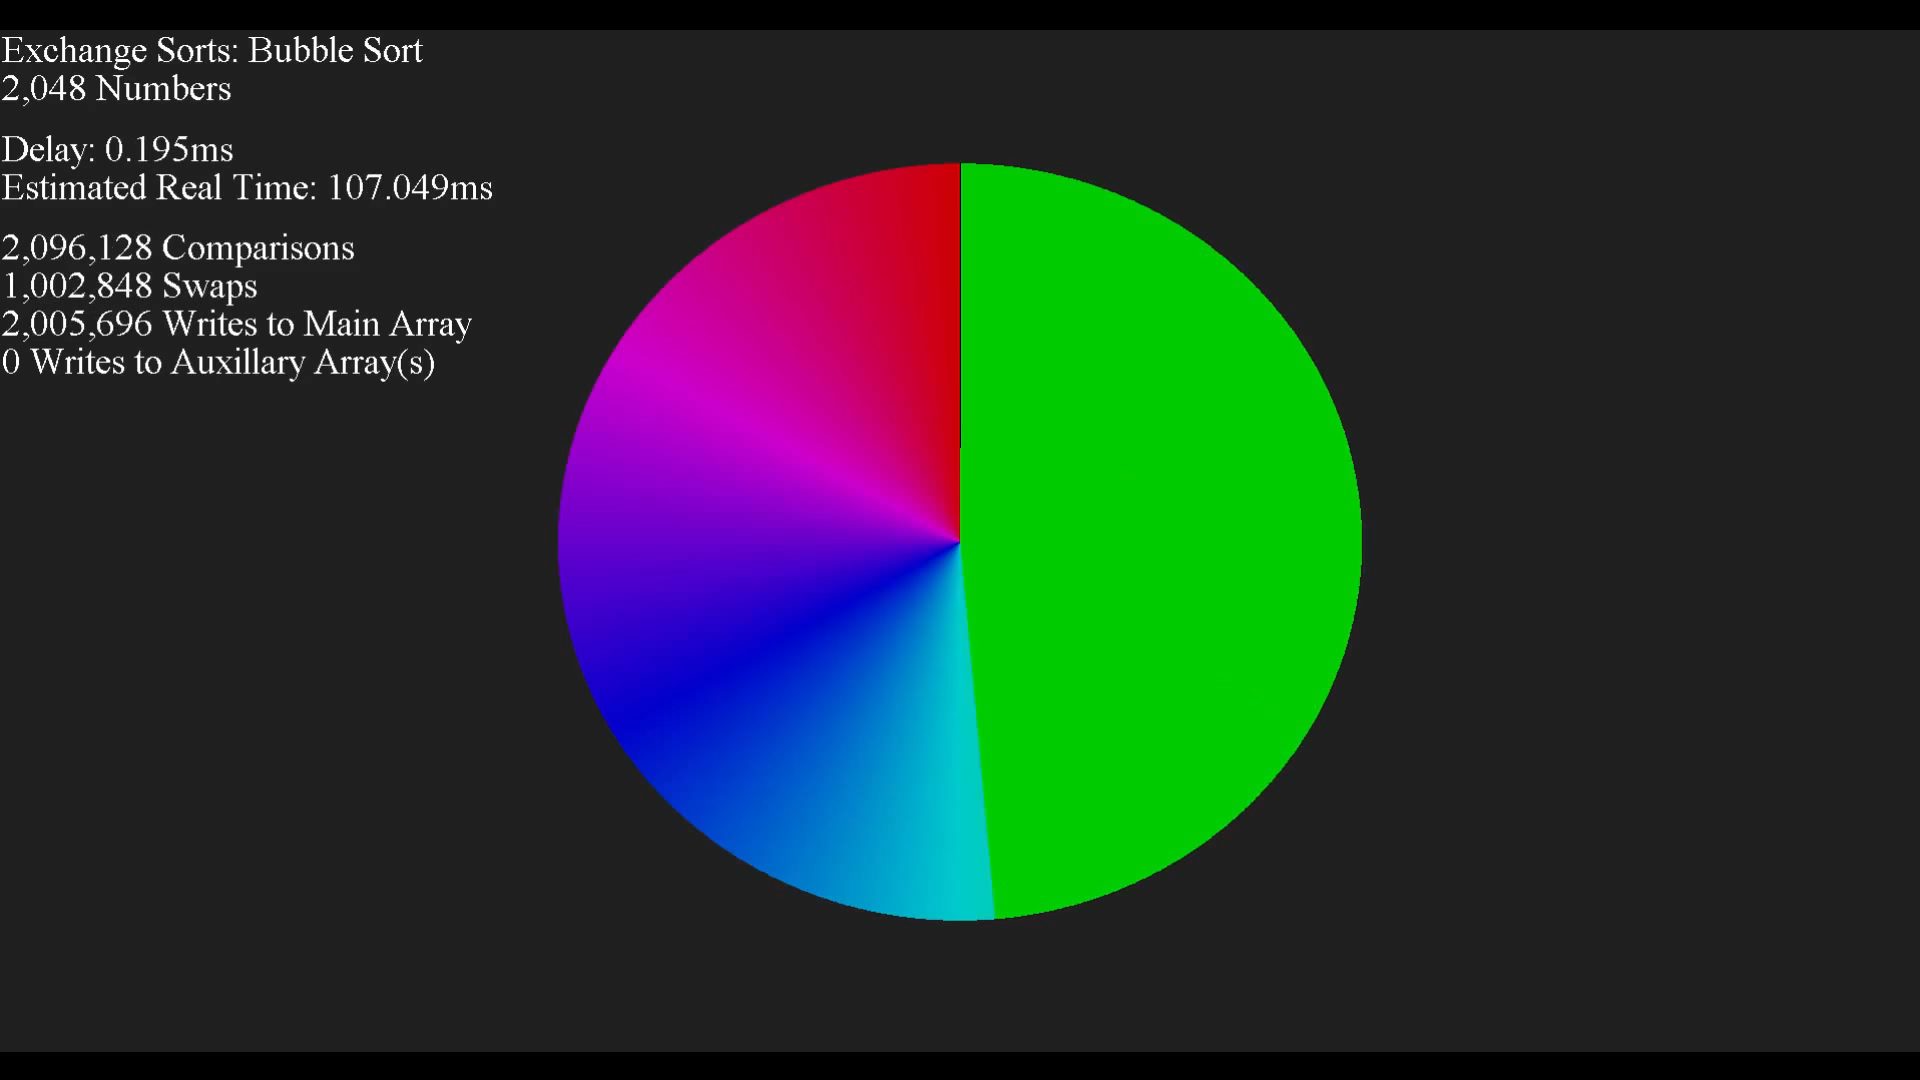 Exchange Sorts: Bubble Sort
2,048 Numbers
Delay: 0.195ms
Estimated Real Time: 107.049ms
2,096,128 Comparisons
1,002,848 Swaps
2,005,696 Writes to Main Array
0 Writes to Auxillary Array(s)